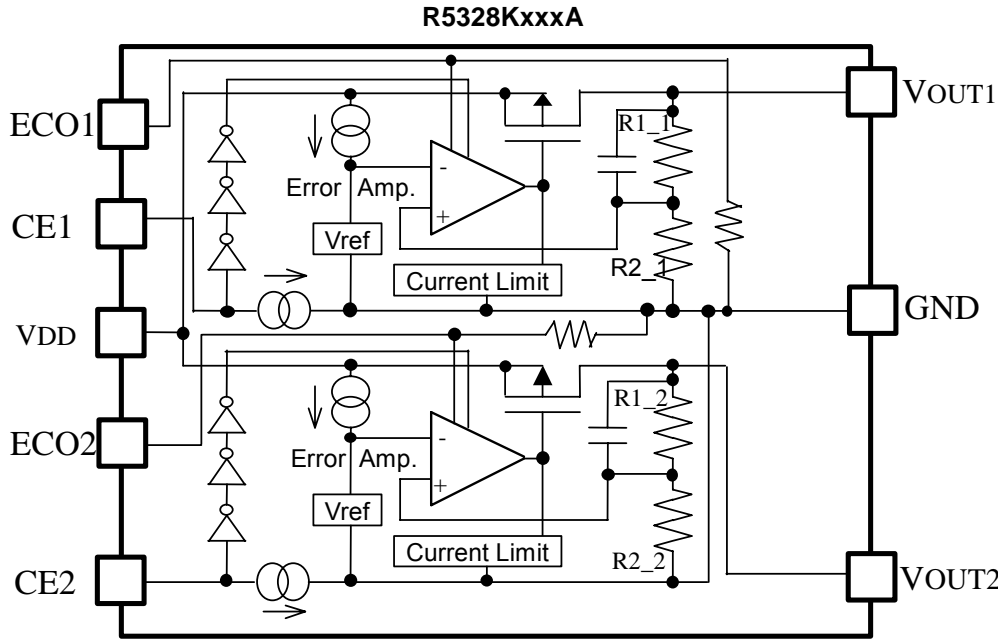 R5328KxxxA
ECO1
VOUT1
R1_1
-
Error Amp.
+
CE1
Vref
R2_1
Current Limit
GND
VDD
R1_2
ECO2
-
Error Amp.
+
Vref
Current Limit
R2_2
CE2
VOUT2